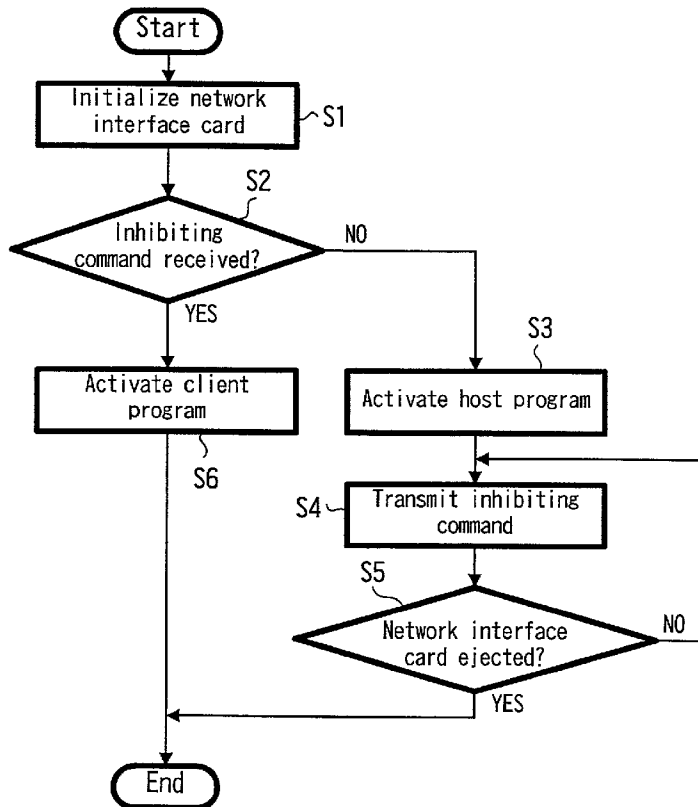 Start
Initialize network
interface card
S1
S2
Inhibiting
command received?
NO
YES
S3
Activate client
program
Activate host program
S6
S4
Transmit inhibiting
command
S5
Network interface
card ejected?
NO
YES
End